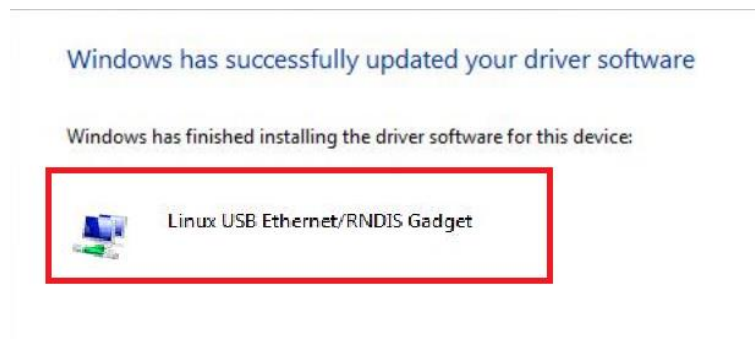 Windows has successfully updated your driver software
Windows has finished installing the driver software for this device:
Linux USB Ethernet/RNDIS Gadget